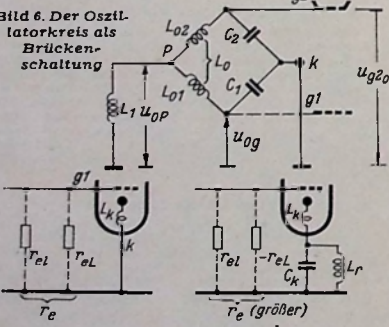 Bild 6. Der Oszil-
latorkreis als
Brücken-
schaltung
L02
C2
P
L0
k
L01
C1
ug20
L1
u0P
g1
u0g
g1
Lk
k
rel
reL
re
Lk
rel
-reL
Ck
Lr
re (größer)